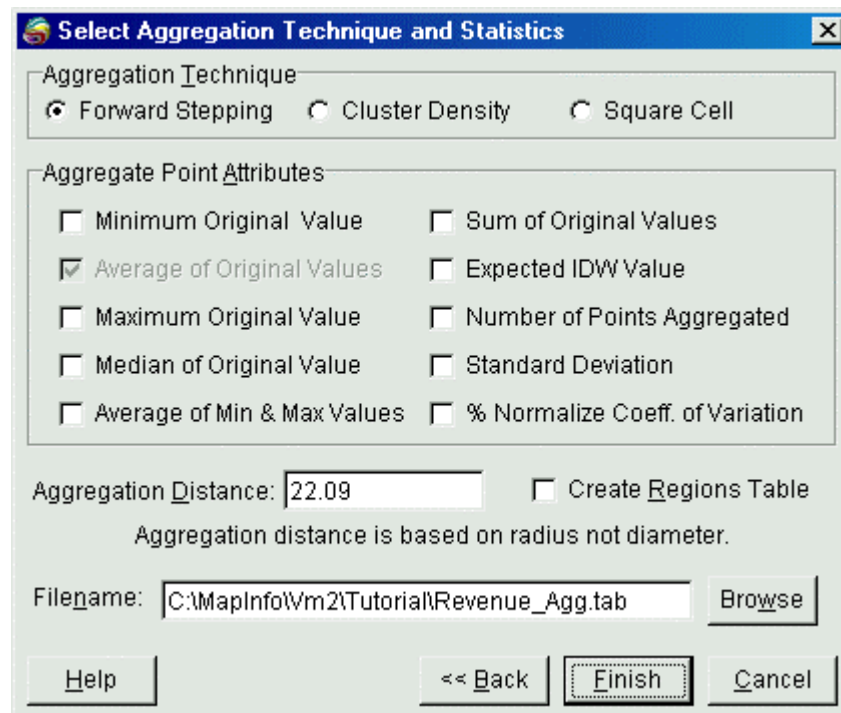 Select Aggregation Technique and Statistics
Aggregation Technique
Forward Stepping Cluster Density Square Cell
Aggregate Point Attributes
Minimum Original Value Sum of Original Values
Average of Original Values Expected IDW Value
Maximum Original Value Number of Points Aggregated
Median of Original Value Standard Deviation
Average of Min & Max Values % Normalize Coeff. of Variation
Aggregation Distance: 22.09 Create Regions Table
Aggregation distance is based on radius not diameter.
Filename: C:\MapInfo\Vm2\Tutorial\Revenue_Agg.tab Browse
Help << Back Finish Cancel